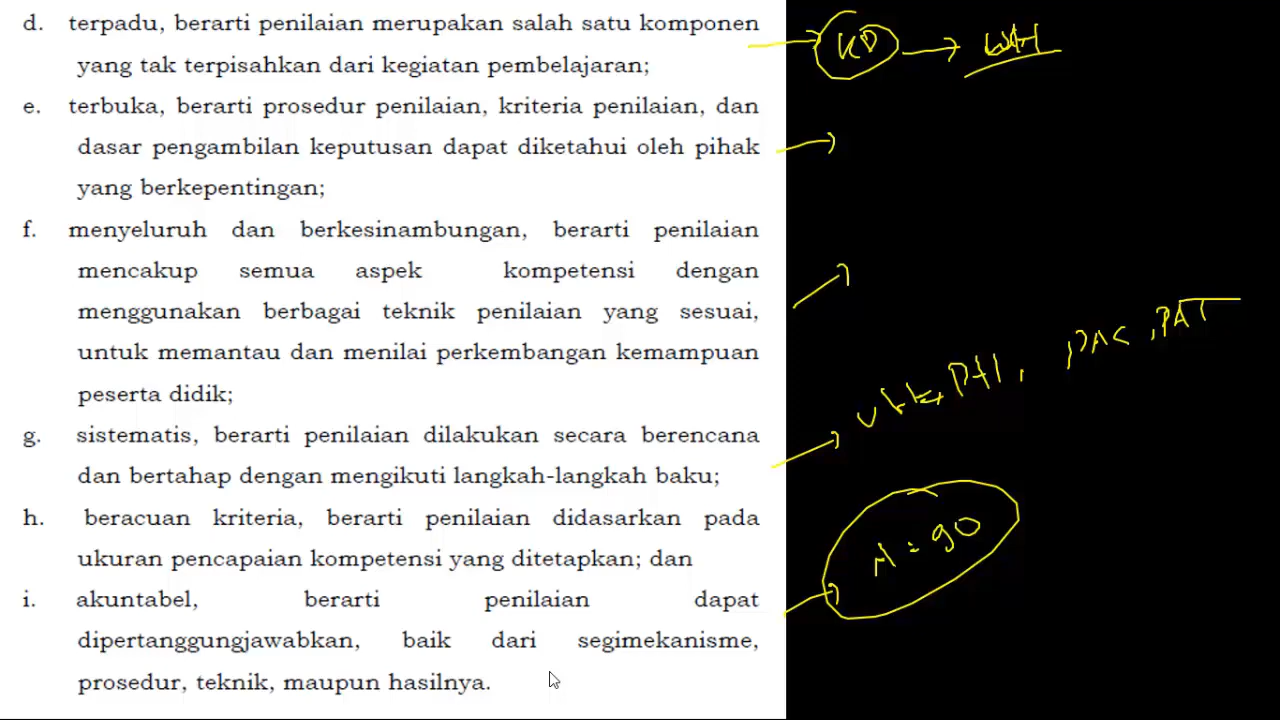 d. terpadu, berarti penilaian merupakan salah satu komponen
yang tak terpisahkan dari kegiatan pembelajaran;
e. terbuka, berarti prosedur penilaian, kriteria penilaian, dan
dasar pengambilan keputusan dapat diketahui oleh pihak
yang berkepentingan;
f. menyeluruh dan berkesinambungan, berarti penilaian
mencakup semua aspek kompetensi dengan
menggunakan berbagai teknik penilaian yang sesuai,
untuk memantau dan menilai perkembangan kemampuan
peserta didik;
g. sistematis, berarti penilaian dilakukan secara berencana
dan bertahap dengan mengikuti langkah-langkah baku;
h. beracuan kriteria, berarti penilaian didasarkan pada
ukuran pencapaian kompetensi yang ditetapkan; dan
i. akuntabel, berarti penilaian dapat
dipertanggungjawabkan, baik dari segimekanisme,
prosedur, teknik, maupun hasilnya.
KD
, PAT
= 90